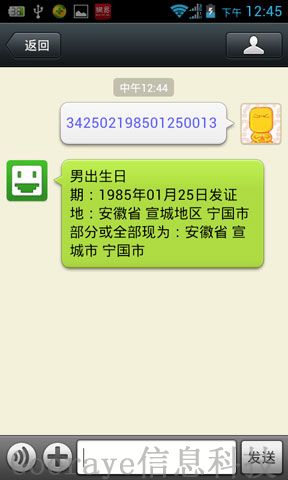 下午 12:45
返回
中午12:44
342502198501250013
男出生日
期：1985年01月25日发证
地：安徽省 宣城地区 宁国市
部分或全部现为：安徽省 宣
城市 宁国市
发送
信息科技